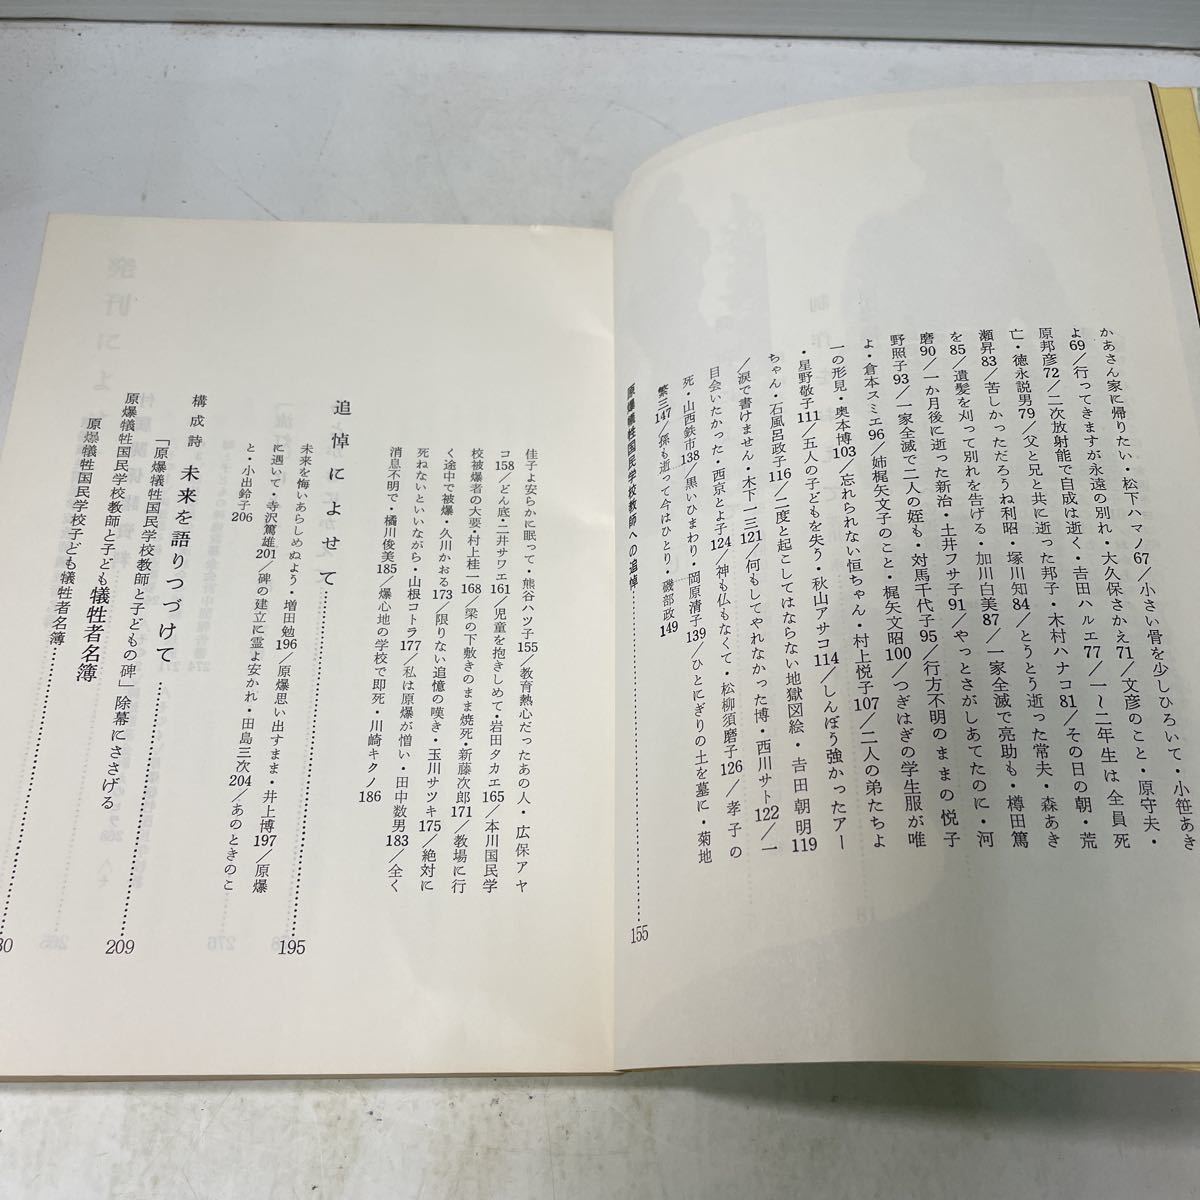 かあさん家に帰りたい・松下ハマノ67／小さい骨を少しひろいて・小笹あき
よ69／行ってきますが永遠の別れ・大久保さかえ71／文彦のこと・原守夫・
原邦彦72／二次放射能で自成は逝く・吉田ハルエ77／一～二年生は全員死
亡・徳永説男79／父と兄と共に逝った邦子・木村ハナコ81／その日の朝・荒
瀬昇83／苦しかっただろうね利昭・塚川知84／とうとう逝った常夫・森あき
を85／遺髪を刈って別れを告げる・加川白美87／一家全滅で亮助も・樽田篤
磨90／一か月後に逝った新治・土井フサ子91／やっとさがしあてたのに・河
野照子93／一家全滅で二人の姪も・対馬千代子95／行方不明のままの悦子
よ・倉本スミエ96／姉梶矢文子のこと・梶矢文昭100／つぎはぎの学生服が唯
一の形見・奥本博103／忘れられない恒ちゃん・村上悦子107／二人の弟たちよ
・星野敬子111／五人の子どもを失う・秋山アサコ114／しんぼう強かったアー
ちゃん・石風呂政子116／二度と起こしてはならない地獄図絵・吉田朝明119
／涙で書けません・木下一三121／何もしてやれなかった博・西川サト122／一
目会いたかった・西京とよ子124／神も仏もなくて・松柳須磨子126／孝子の
死・山西鉄市138／黒いひまわり・岡原清子139／ひとにぎりの土を墓に・菊地
繁三147／孫も逝って今はひとり・磯部政149
原爆犠牲国民学校教師への追悼……155
佳子よ安らかに眠って・熊谷ハツ子155／教育熱心だったあの人・広保アヤ
コ158／どん底・二井サワエ161／児童を抱きしめて・岩田タカエ165／本川国民学
校被爆者の大要・村上桂一168／梁の下敷きのまま焼死・新藤次郎171／教場に行
く途中で被爆・久川かおる173／限りない追憶の嘆き・玉川サツキ175／絶対に
死ねないといいながら・山根コトラ177／私は原爆が憎い・田中数男183／全く
消息不明で・橘川俊美185／爆心地の学校で即死・川崎キクノ186
追悼によせて……195
未来を悔いあらしめぬよう・増田勉196／原爆思い出すまま・井上博197／原爆
に遇いて・寺沢篤雄201／碑の建立に霊よ安かれ・田島三次204／あのときのこ
と・小出鈴子206
構成詩 未来を語りつづけて……209
「原爆犠牲国民学校教師と子どもの碑」除幕にささげる
原爆犠牲国民学校教師と子ども犠牲者名簿……
原爆犠牲国民学校子ども犠牲者名簿……30
発刊によ